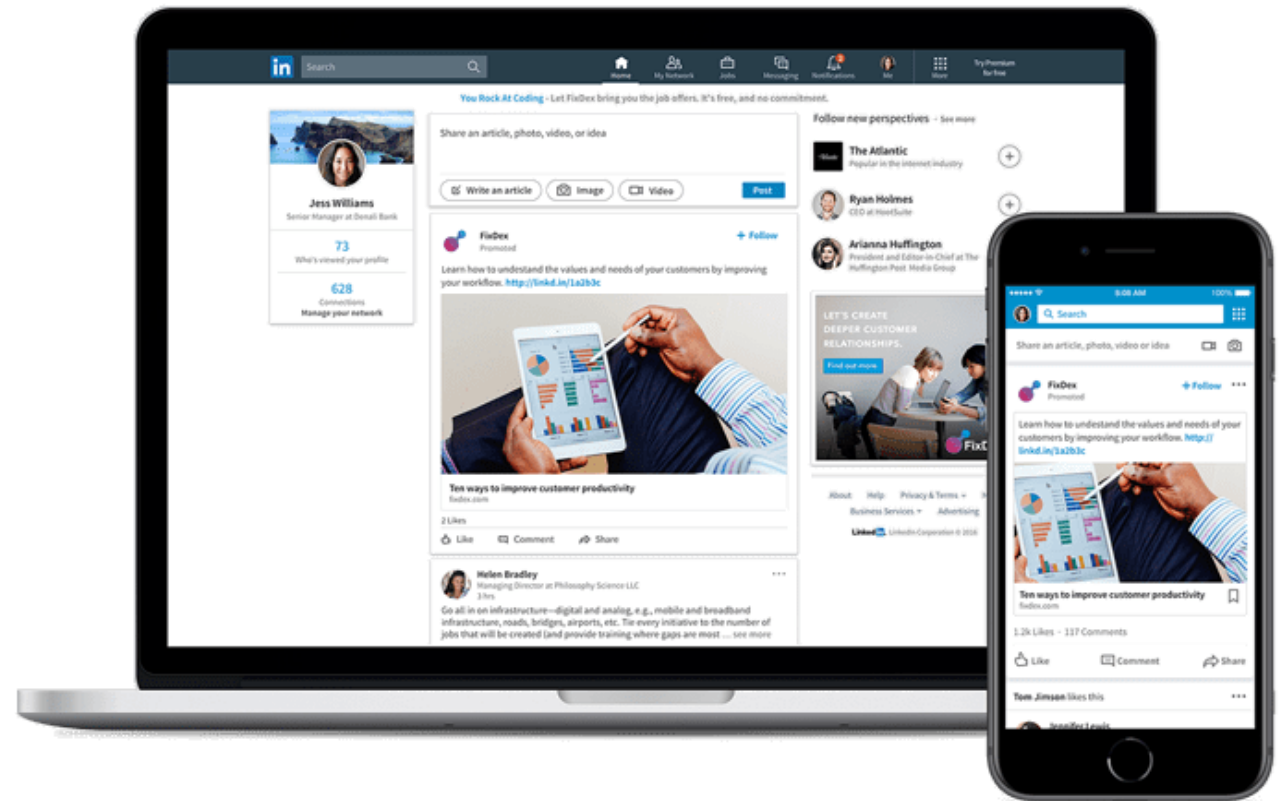 in
Search
Home
My Network
Jobs
Messaging
Notifications
Me
More
Try Premium
for free
You Rock At Coding - Let FixDex bring you the job offers. It's free, and no commitment.
Jess Williams
Senior Manager at Denali Bank
73
Who's viewed your profile
628
Connections
Manage your network
Share an article, photo, video, or idea
Write an article
Image
Video
Post
FixDex
Promoted
+ Follow
Learn how to undestand the values and needs of your customers by improving
your workflow. http://linkd.in/1a2b3c
Ten ways to improve customer productivity
fixdex.com
2 Likes
Like
Comment
Share
Helen Bradley
Managing Director at Philosophy Science LLC
3 hrs
Go all in on infrastructure—digital and analog, e.g., mobile and broadband
infrastructure, roads, bridges, airports, etc. Tie every initiative to the number of
jobs that will be created (and provide training where gaps are most ... see more
Follow new perspectives - See more
The Atlantic
Popular in the internet industry
Ryan Holmes
CEO at HootSuite
Arianna Huffington
President and Editor-in-Chief at The
Huffington Post Media Group
LET'S CREATE
DEEPER CUSTOMER
RELATIONSHIPS.
Find out more
FixD
About Help Privacy & Terms
Business Services Advertising
LinkedIn LinkedIn Corporation © 2016
9:08 AM
100%
Search
Share an article, photo, video or idea
FixDex
Promoted
+ Follow
Learn how to undestand the values and needs of your
customers by improving your workflow. http://
linkd.in/1a2b3c
Ten ways to improve customer productivity
fixdex.com
1.2k Likes - 117 Comments
Like
Comment
Share
Tom Jimson likes this
Jennifer Lewis